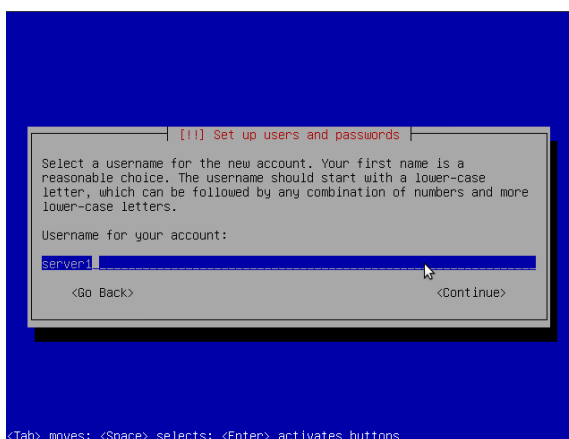 [!!] Set up users and passwords
Select a username for the new account. Your first name is a
reasonable choice. The username should start with a lower-case
letter, which can be followed by any combination of numbers and more
lower-case letters.
Username for your account:
server1
<Go Back> <Continue>
<Tab> moves; <Space> selects; <Enter> activates buttons